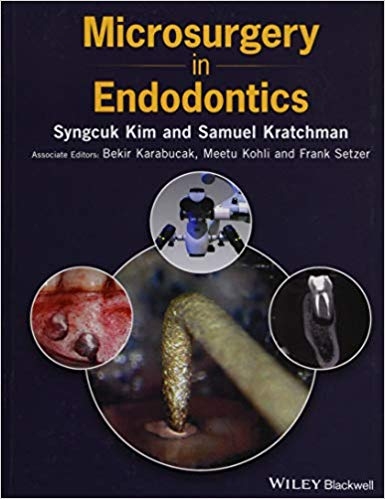 Microsurgery
in
Endodontics
Syngcuk Kim and Samuel Kratchman
Associate Editors: Bekir Karabucak, Meetu Kohli and Frank Setzer
WILEY Blackwell